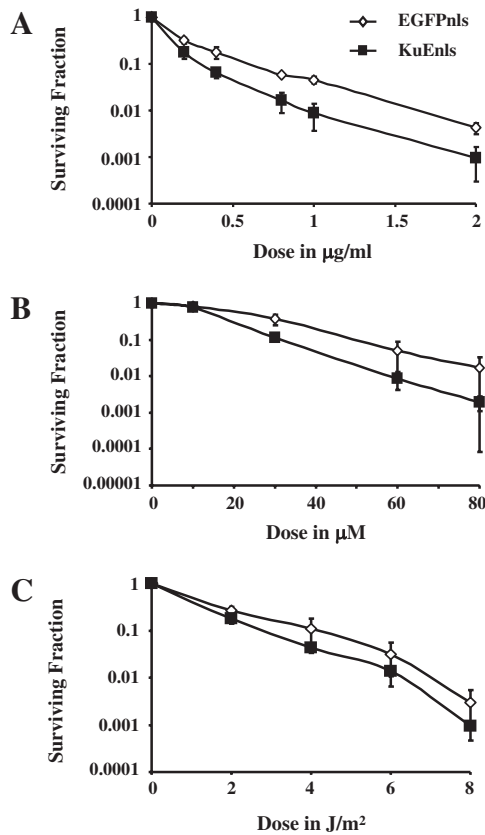 A
EGFPnls
KuEnls
Surviving Fraction
1
0.1
0.01
0.001
0.0001
0 0.5 1 1.5 2
Dose in μg/ml
B
Surviving Fraction
1
0.1
0.01
0.001
0.0001
0.00001
0 20 40 60 80
Dose in μM
C
Surviving Fraction
1
0.1
0.01
0.001
0.0001
0 2 4 6 8
Dose in J/m²